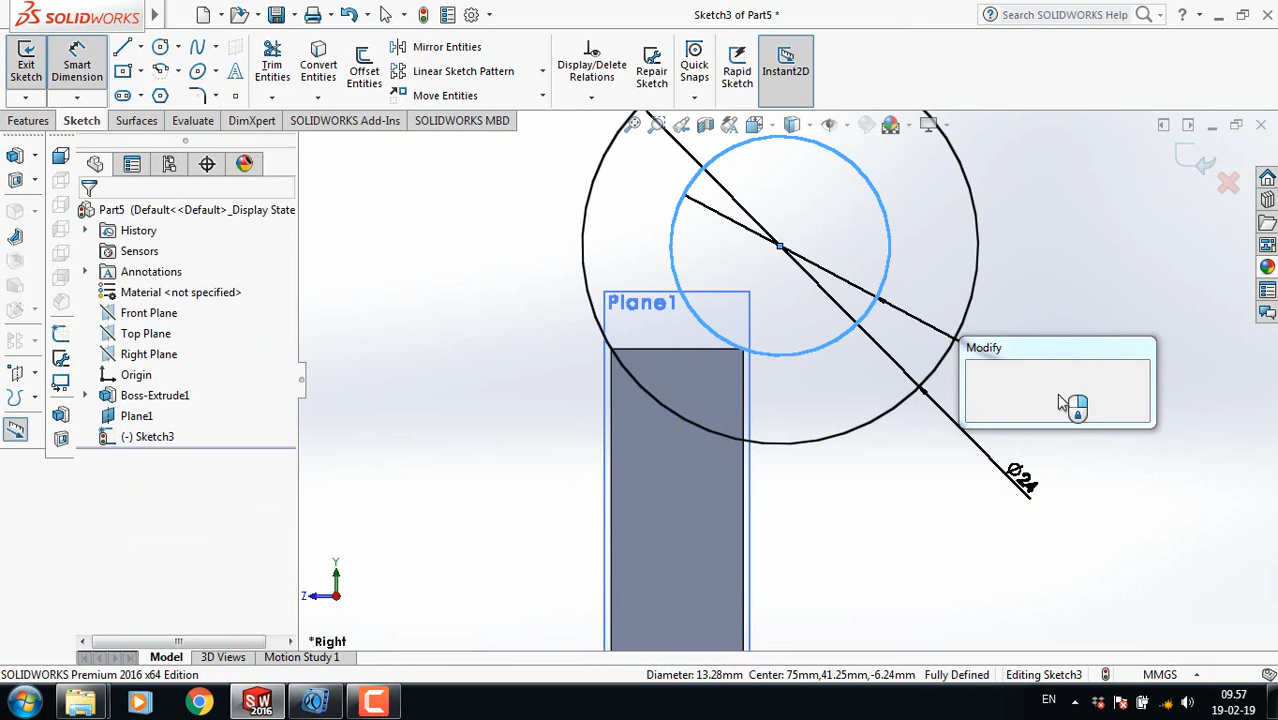 SOLIDWORKS
Sketch3 of Part5 *
Search SOLIDWORKS Help
Exit Sketch
Smart Dimension
Trim Entities
Convert Entities
Offset Entities
Mirror Entities
Linear Sketch Pattern
Move Entities
Display/Delete Relations
Repair Sketch
Quick Snaps
Rapid Sketch
Instant2D
Features
Sketch
Surfaces
Evaluate
DimXpert
SOLIDWORKS Add-Ins
SOLIDWORKS MBD
Part5 (Default<<Default>_Display State
History
Sensors
Annotations
Material <not specified>
Front Plane
Top Plane
Right Plane
Origin
Boss-Extrude1
Plane1
(-) Sketch3
Plane1
Modify
Ø24
Y
Z
*Right
Model
3D Views
Motion Study 1
SOLIDWORKS Premium 2016 x64 Edition
Diameter: 13.28mm Center: 75mm,41.25mm,-6.24mm
Fully Defined
Editing Sketch3
MMGS
SW
2016
EN
09.57
19-02-19